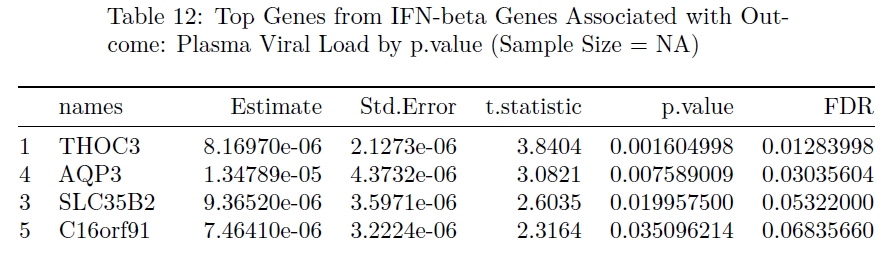 Table 12: Top Genes from IFN-beta Genes Associated with Out-
come: Plasma Viral Load by p.value (Sample Size = NA)
names Estimate Std.Error t.statistic p.value FDR
1 THOC3 8.16970e-06 2.1273e-06 3.8404 0.001604998 0.01283998
4 AQP3 1.34789e-05 4.3732e-06 3.0821 0.007589009 0.03035604
3 SLC35B2 9.36520e-06 3.5971e-06 2.6035 0.019957500 0.05322000
5 C16orf91 7.46410e-06 3.2224e-06 2.3164 0.035096214 0.06835660